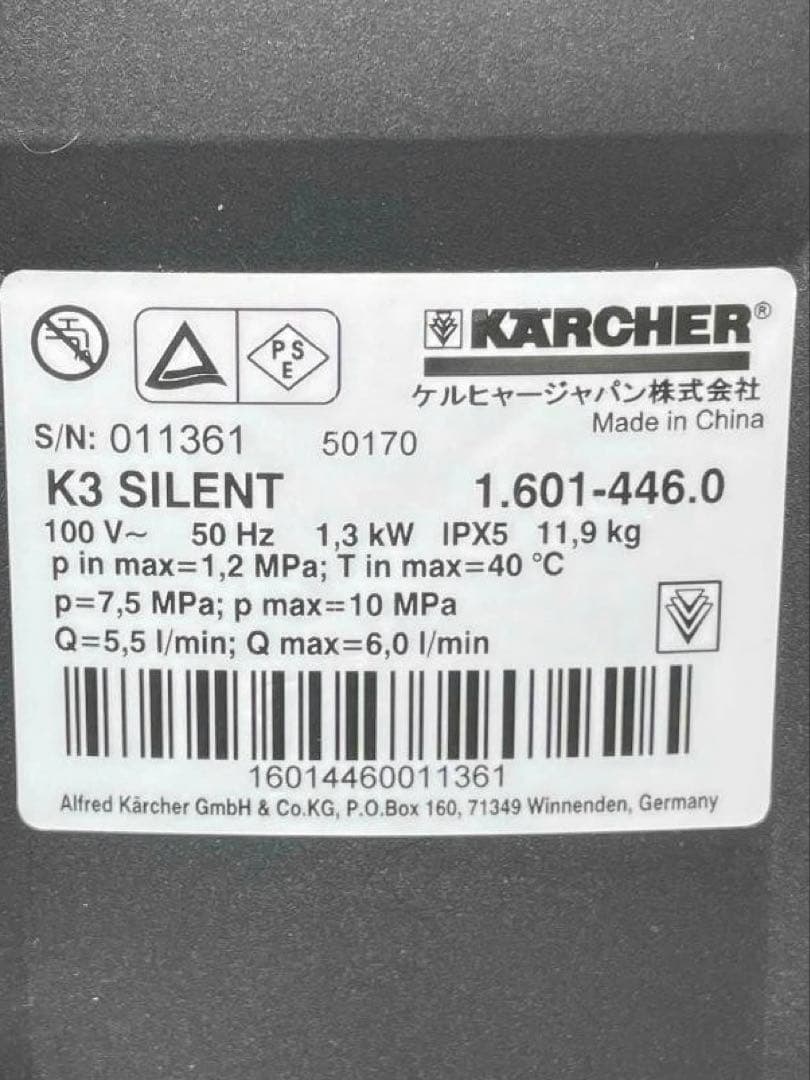 PSE
KÄRCHER®
ケルヒャージャパン株式会社
Made in China
S/N: 011361 50170
K3 SILENT 1.601-446.0
100 V~ 50 Hz 1,3 kW IPX5 11,9 kg
p in max=1,2 MPa; T in max=40 °C
p=7,5 MPa; p max=10 MPa
Q=5,5 l/min; Q max=6,0 l/min
16014460011361
Alfred Kärcher GmbH & Co.KG, P.O.Box 160, 71349 Winnenden, Germany